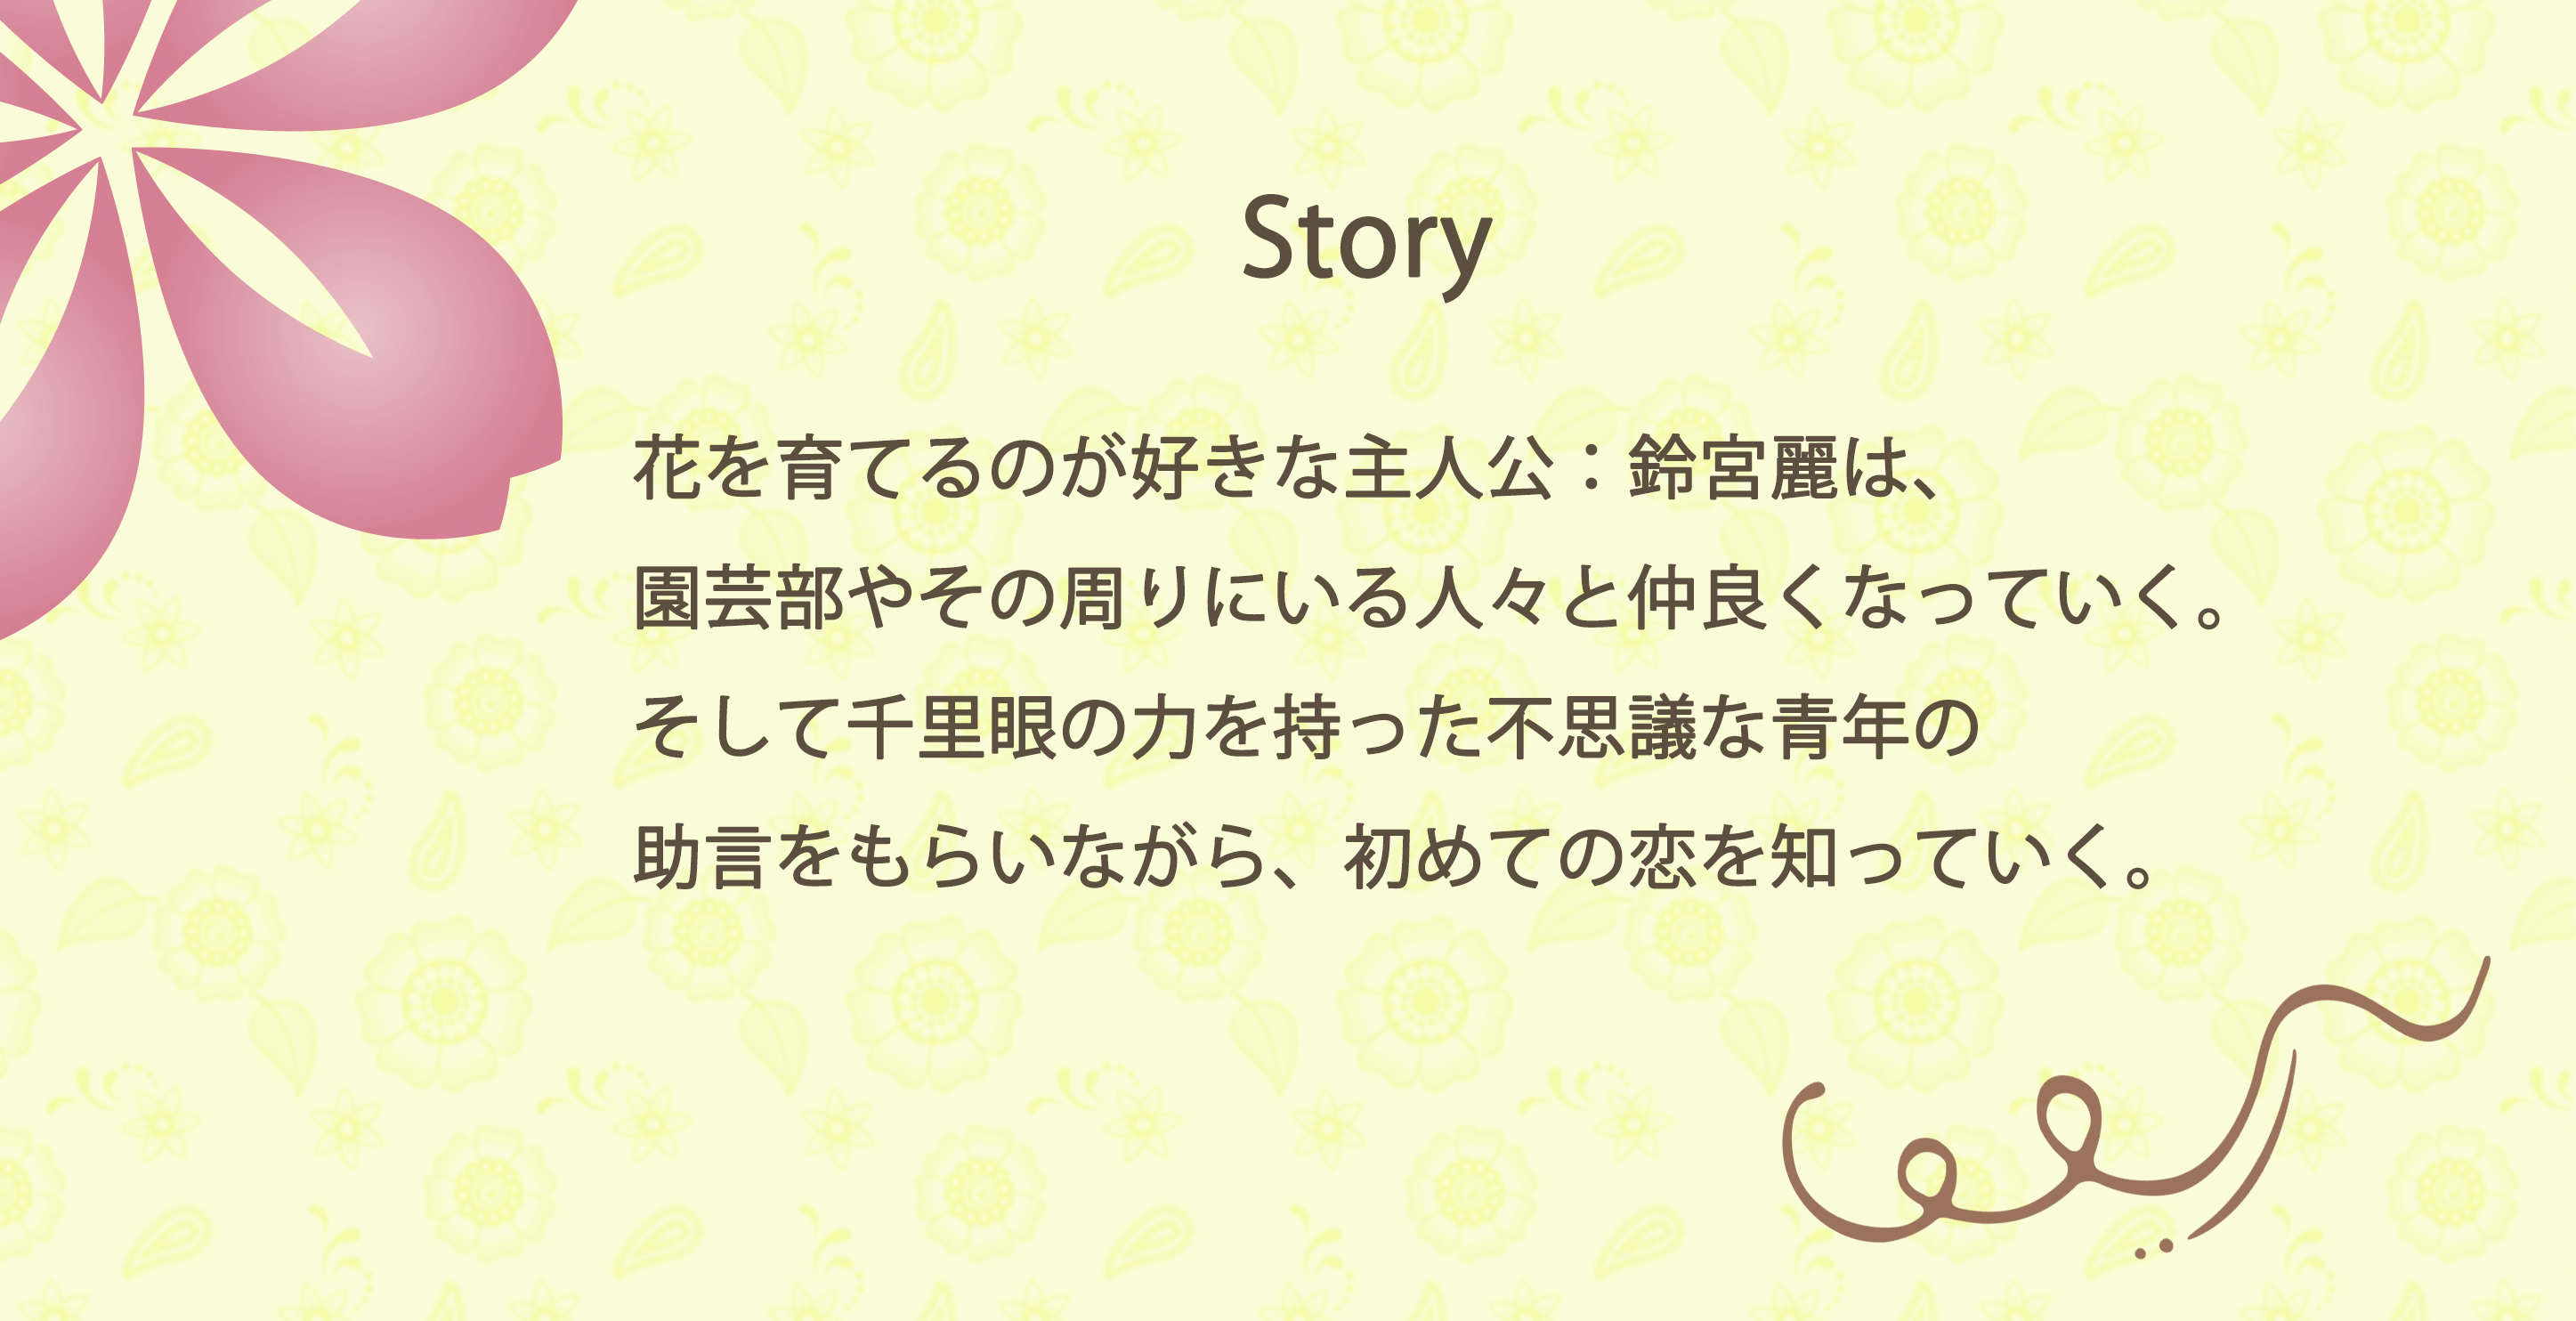 Story
花を育てるのが好きな主人公：鈴宮麗は、
園芸部やその周りにいる人々と仲良くなっていく。
そして千里眼の力を持った不思議な青年の
助言をもらいながら、初めての恋を知っていく。